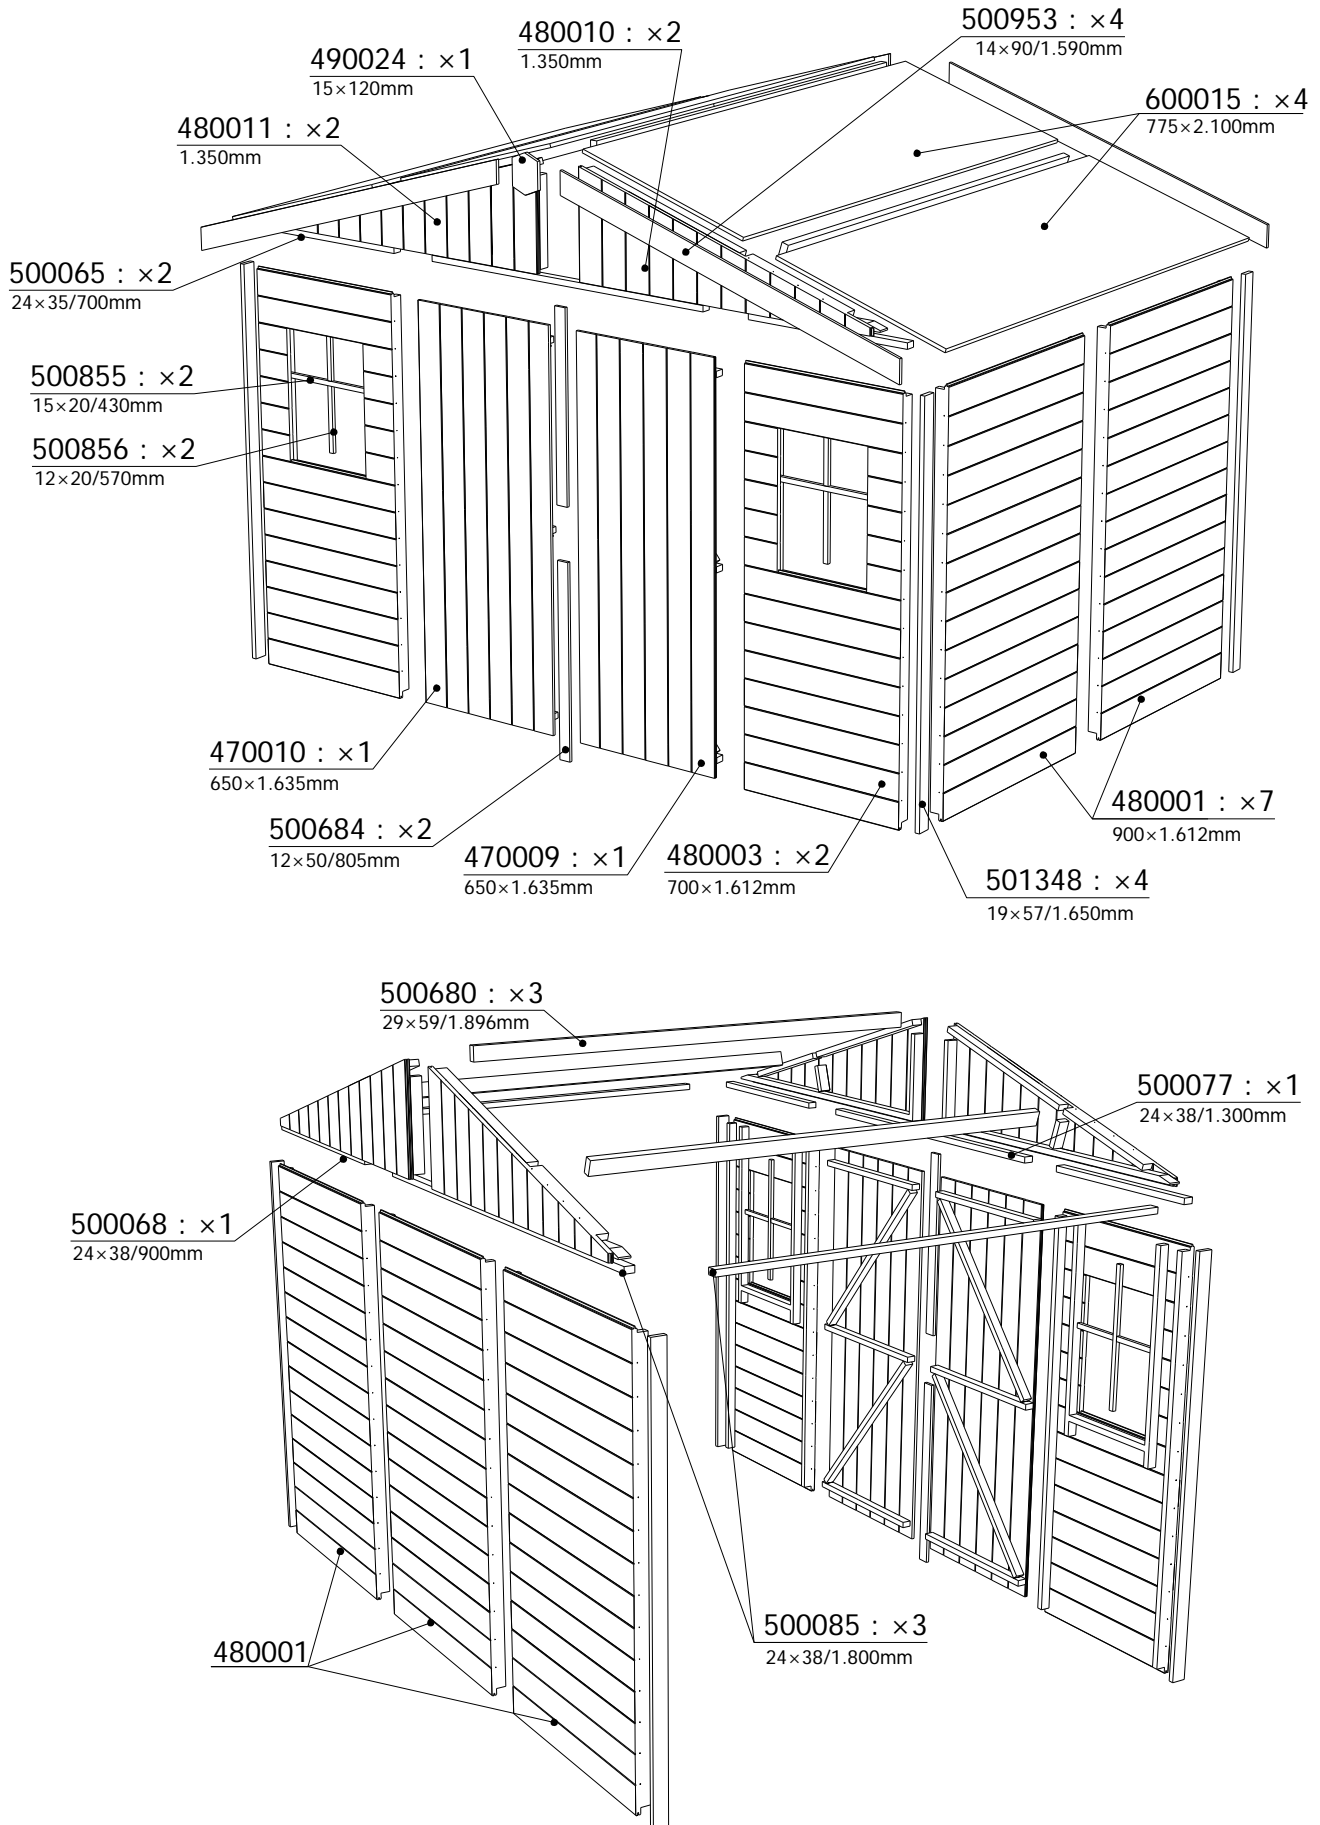 500953 : ×4
14×90/1.590mm
480010 : ×2
1.350mm
490024 : ×1
15×120mm
600015 : ×4
775×2.100mm
480011 : ×2
1.350mm
500065 : ×2
24×35/700mm
500855 : ×2
15×20/430mm
500856 : ×2
12×20/570mm
470010 : ×1
650×1.635mm
500684 : ×2
12×50/805mm
470009 : ×1
650×1.635mm
480003 : ×2
700×1.612mm
480001 : ×7
900×1.612mm
501348 : ×4
19×57/1.650mm
500680 : ×3
29×59/1.896mm
500077 : ×1
24×38/1.300mm
500068 : ×1
24×38/900mm
500085 : ×3
24×38/1.800mm
480001